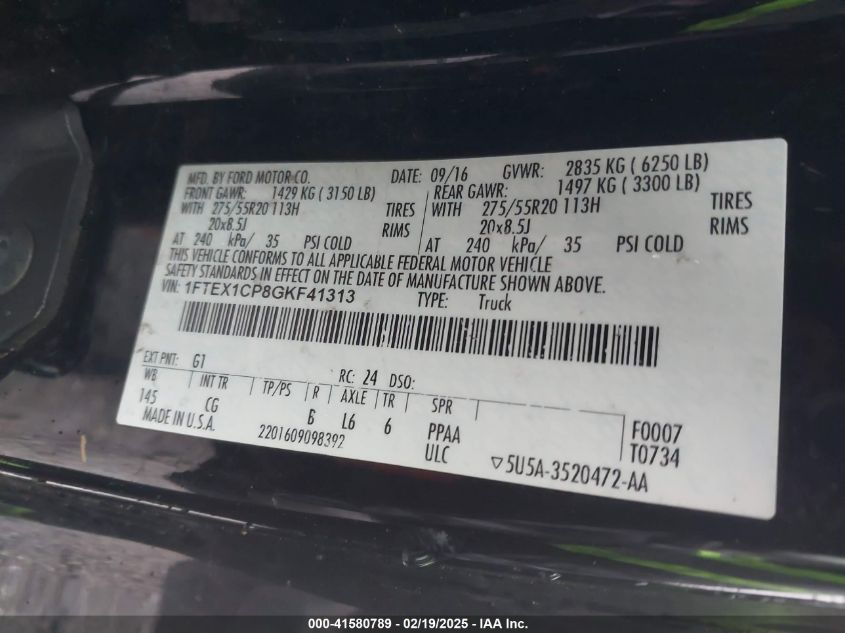 MFD. BY FORD MOTOR CO. DATE: 09/16 GVWR: 2835 KG ( 6250 LB)
FRONT GAWR: 1429 KG ( 3150 LB) REAR GAWR: 1497 KG ( 3300 LB)
WITH 275/55R20 113H TIRES WITH 275/55R20 113H TIRES
20x8.5J RIMS 20x8.5J RIMS
AT 240 kPa/ 35 PSI COLD AT 240 kPa/ 35 PSI COLD
THIS VEHICLE CONFORMS TO ALL APPLICABLE FEDERAL MOTOR VEHICLE
SAFETY STANDARDS IN EFFECT ON THE DATE OF MANUFACTURE SHOWN ABOVE.
VIN: 1FTEX1CP8GKF41313 TYPE: Truck
EXT PNT: G1 RC: 24 DSO:
WB INT TR TP/PS R AXLE TR SPR
145 CG B L6 6 PPAA F0007
MADE IN U.S.A. 2201609098392 ULC T0734
▽5U5A-3520472-AA
000-41580789 - 02/19/2025 - IAA Inc.